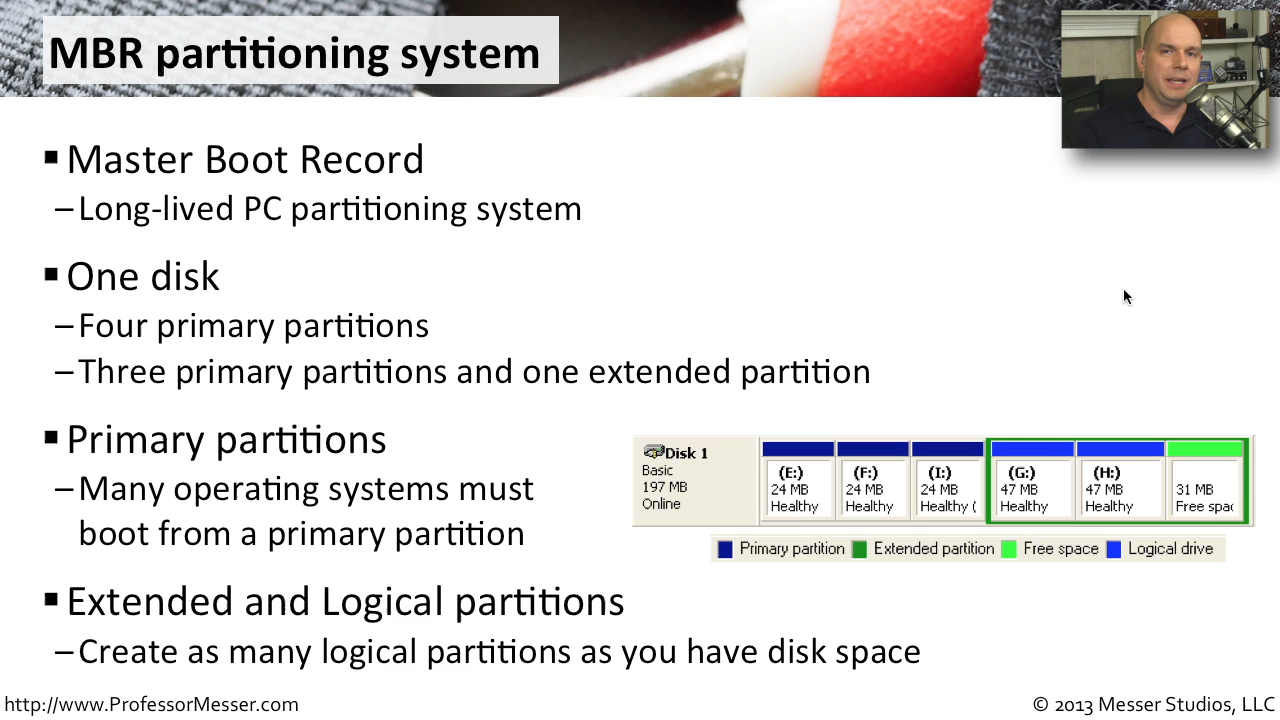 MBR partitioning system
Master Boot Record
–Long-lived PC partitioning system
One disk
–Four primary partitions
–Three primary partitions and one extended partition
Primary partitions
–Many operating systems must
boot from a primary partition
Disk 1
Basic
197 MB
Online
(E:)
24 MB
Healthy
(F:)
24 MB
Healthy
(I:)
24 MB
Healthy (
(G:)
47 MB
Healthy
(H:)
47 MB
Healthy
31 MB
Free spac
Primary partition
Extended partition
Free space
Logical drive
Extended and Logical partitions
–Create as many logical partitions as you have disk space
http://www.ProfessorMesser.com
© 2013 Messer Studios, LLC